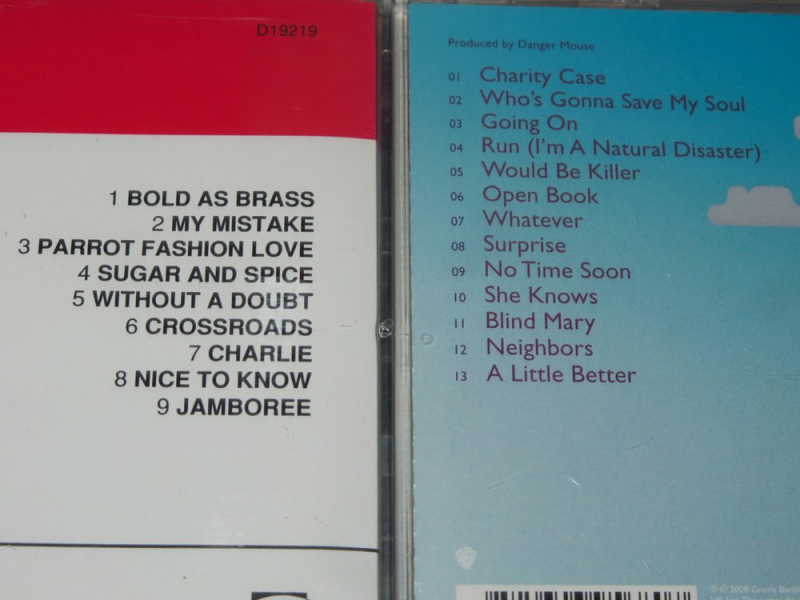 D19219
1 BOLD AS BRASS
2 MY MISTAKE
3 PARROT FASHION LOVE
4 SUGAR AND SPICE
5 WITHOUT A DOUBT
6 CROSSROADS
7 CHARLIE
8 NICE TO KNOW
9 JAMBOREE
Produced by Danger Mouse
01 Charity Case
02 Who's Gonna Save My Soul
03 Going On
04 Run (I'm A Natural Disaster)
05 Would Be Killer
06 Open Book
07 Whatever
08 Surprise
09 No Time Soon
10 She Knows
11 Blind Mary
12 Neighbors
13 A Little Better
℗ © 2008